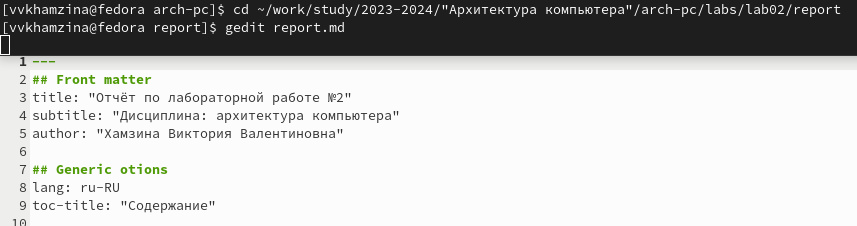 [vvkhamzina@fedora arch-pc]$ cd ~/work/study/2023-2024/"Архитектура компьютера"/arch-pc/labs/lab02/report
[vvkhamzina@fedora report]$ gedit report.md
1 ---
2 ## Front matter
3 title: "Отчёт по лабораторной работе №2"
4 subtitle: "Дисциплина: архитектура компьютера"
5 author: "Хамзина Виктория Валентиновна"
6
7 ## Generic otions
8 lang: ru-RU
9 toc-title: "Содержание"
10